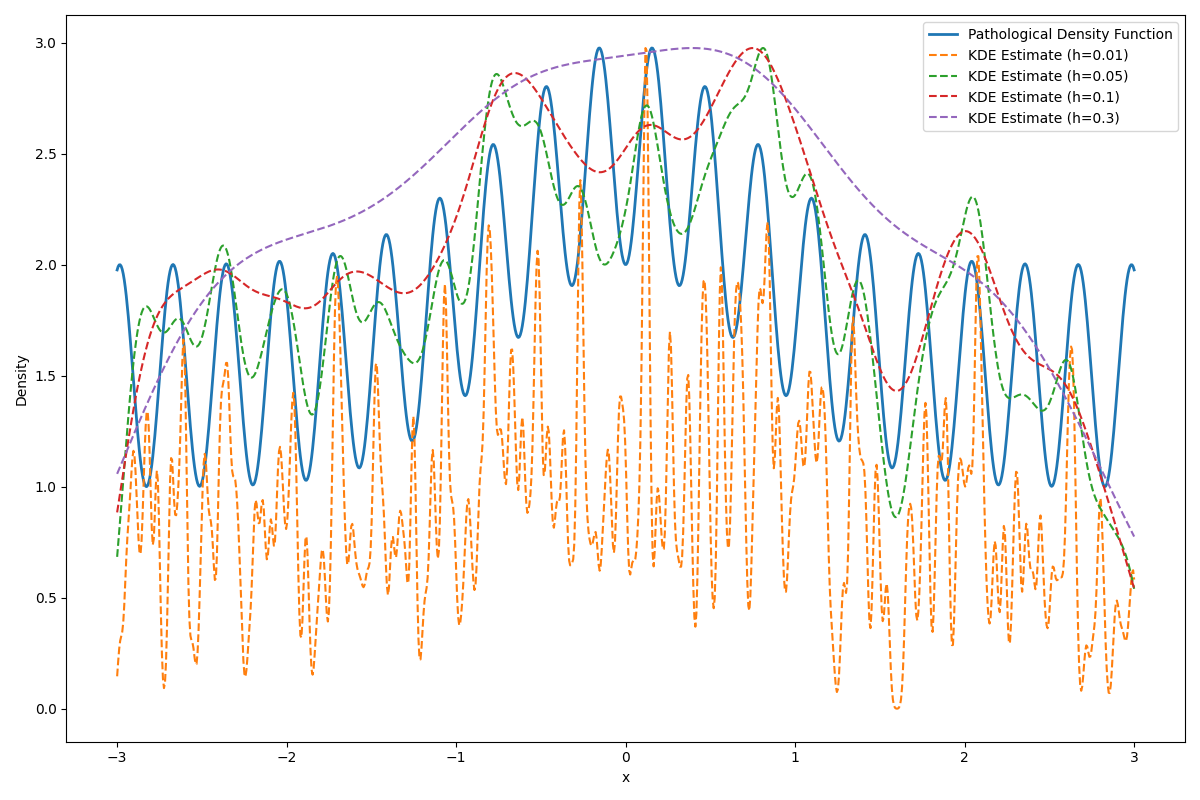 Pathological Density Function
KDE Estimate (h=0.01)
KDE Estimate (h=0.05)
KDE Estimate (h=0.1)
KDE Estimate (h=0.3)
Density
3.0
2.5
2.0
1.5
1.0
0.5
0.0
−3
−2
−1
0
1
2
3
x